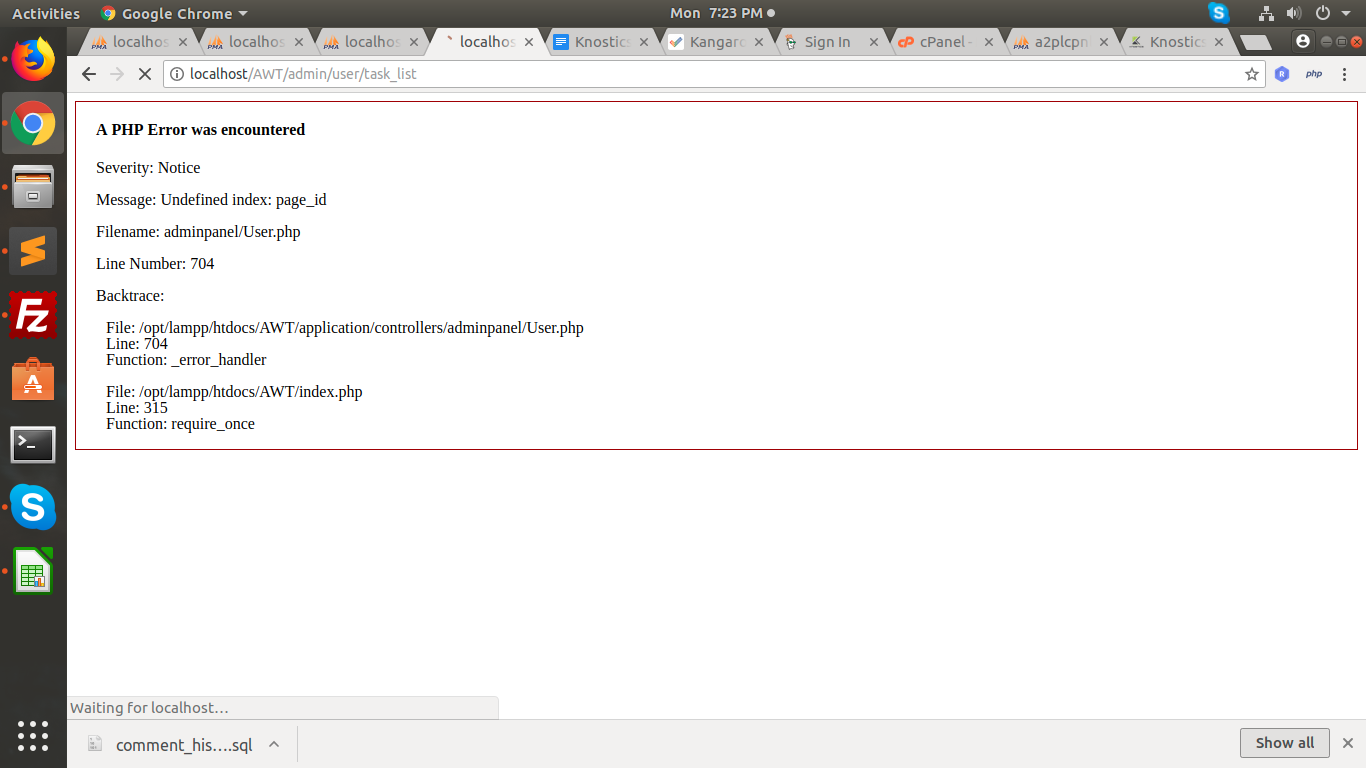 Activities
Google Chrome
Mon 7:23 PM
localhos
localhos
localhos
localhos
Knostics
Kangaro
Sign In
cPanel -
a2plcpn
Knostics
localhost/AWT/admin/user/task_list
php
A PHP Error was encountered
Severity: Notice
Message: Undefined index: page_id
Filename: adminpanel/User.php
Line Number: 704
Backtrace:
File: /opt/lampp/htdocs/AWT/application/controllers/adminpanel/User.php
Line: 704
Function: _error_handler
File: /opt/lampp/htdocs/AWT/index.php
Line: 315
Function: require_once
Waiting for localhost…
comment_his….sql
Show all